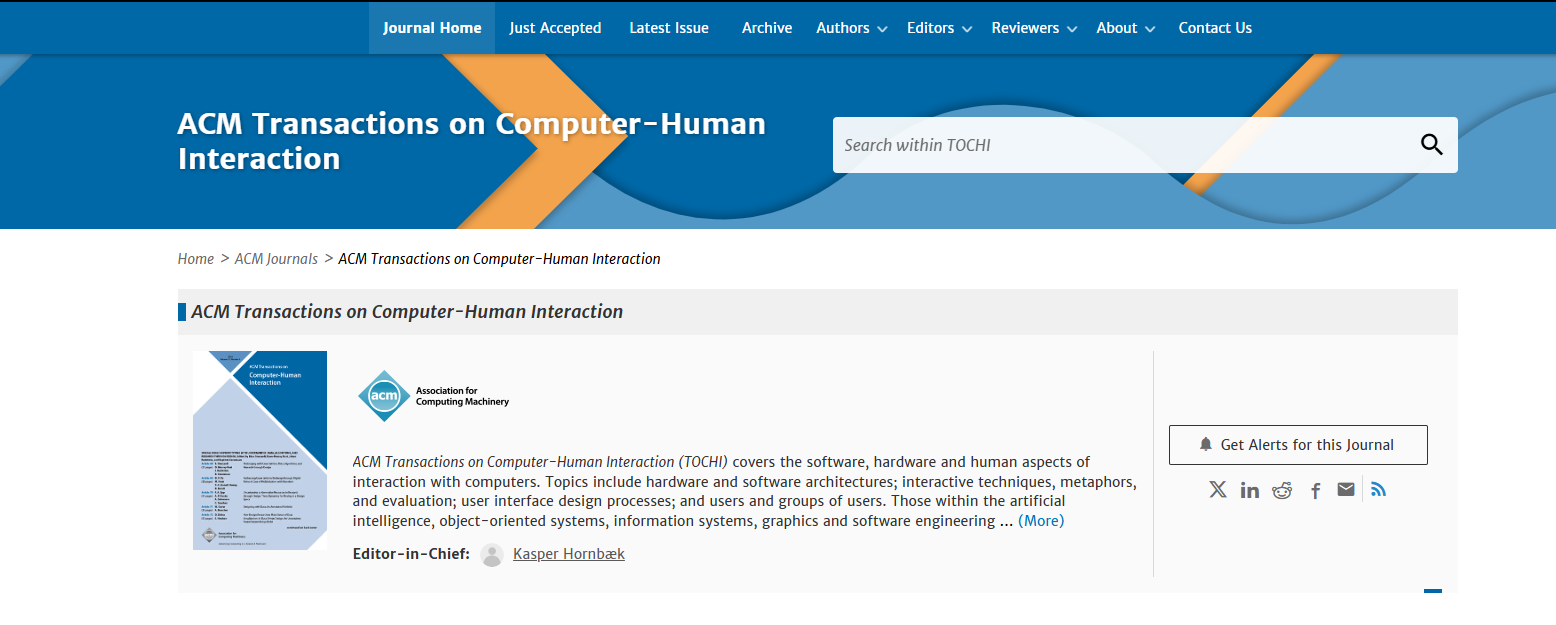 Journal Home Just Accepted Latest Issue Archive Authors Editors Reviewers About Contact Us
ACM Transactions on Computer-Human
Interaction
Search within TOCHI
Home > ACM Journals > ACM Transactions on Computer-Human Interaction
ACM Transactions on Computer-Human Interaction
ACM Transactions on
Computer-Human
Interaction
acm
Association for
Computing Machinery
ACM Transactions on Computer-Human Interaction (TOCHI) covers the software, hardware and human aspects of
interaction with computers. Topics include hardware and software architectures; interactive techniques, metaphors,
and evaluation; user interface design processes; and users and groups of users. Those within the artificial
intelligence, object-oriented systems, information systems, graphics and software engineering ... (More)
Editor-in-Chief: Kasper Hornbæk
Get Alerts for this Journal